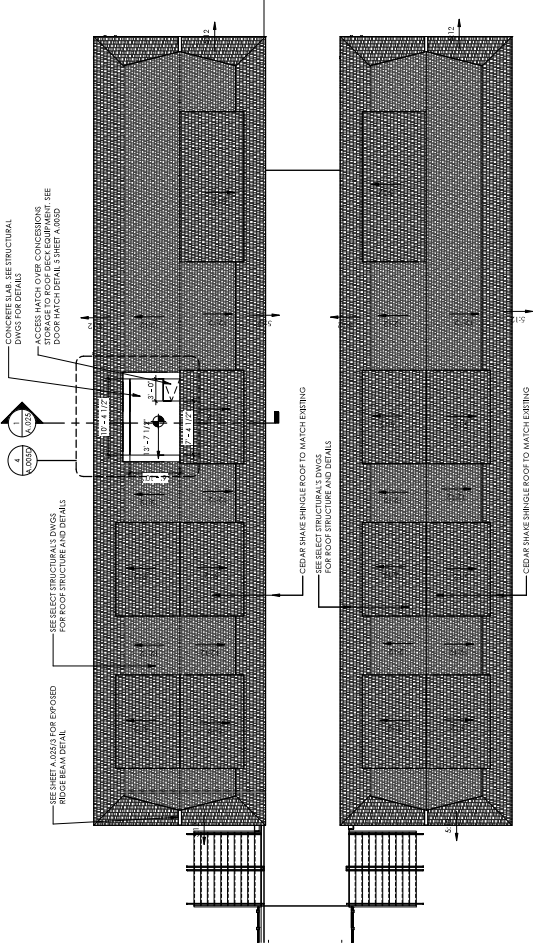 CONCRETE SLAB. SEE STRUCTURAL
DWGS FOR DETAILS
ACCESS HATCH OVER CONCESSIONS
STORAGE TO ROOF DECK EQUIPMENT. SEE
DOOR HATCH DETAIL 5 SHEET A.005D
1
A.025
4
A.005D
10' - 4 1/2"
3' - 0"
13' - 7 1/2"
7' - 4 1/2"
SEE SELECT STRUCTURAL'S DWGS
FOR ROOF STRUCTURE AND DETAILS
SEE SHEET A.025/3 FOR EXPOSED
RIDGE BEAM DETAIL
CEDAR SHAKE SHINGLE ROOF TO MATCH EXISTING
SEE SELECT STRUCTURAL'S DWGS
FOR ROOF STRUCTURE AND DETAILS
CEDAR SHAKE SHINGLE ROOF TO MATCH EXISTING
5:12